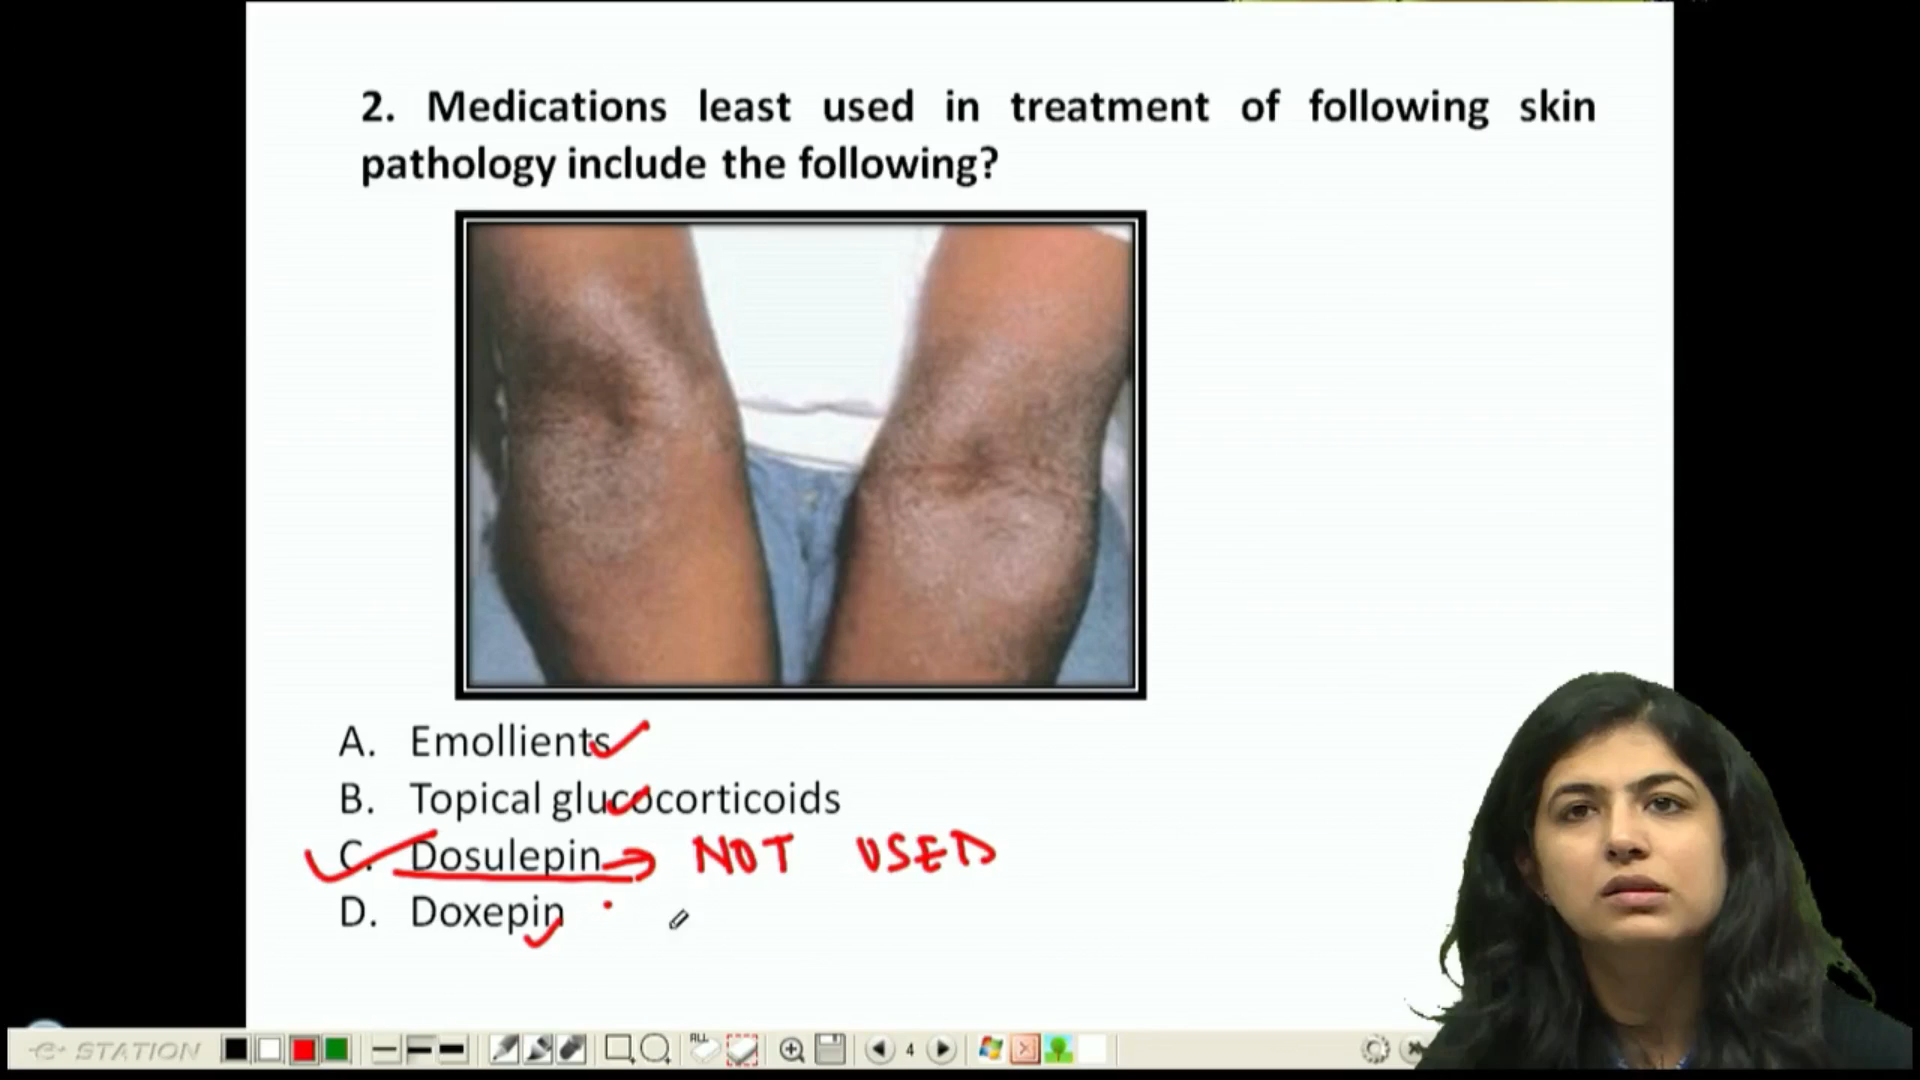 2. Medications least used in treatment of following skin
pathology include the following?
A. Emollients
B. Topical glucocorticoids
C. Dosulepin → NOT USED
D. Doxepin
e STATION
ALL
4